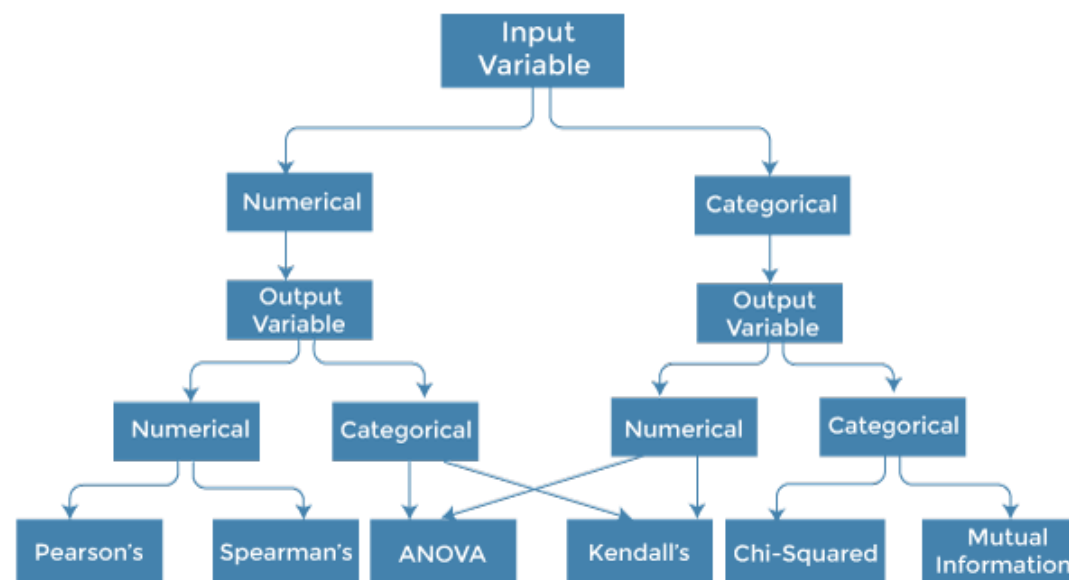 Input
Variable
Numerical
Categorical
Output
Variable
Output
Variable
Numerical
Categorical
Numerical
Categorical
Pearson's
Spearman's
ANOVA
Kendall's
Chi-Squared
Mutual
Information